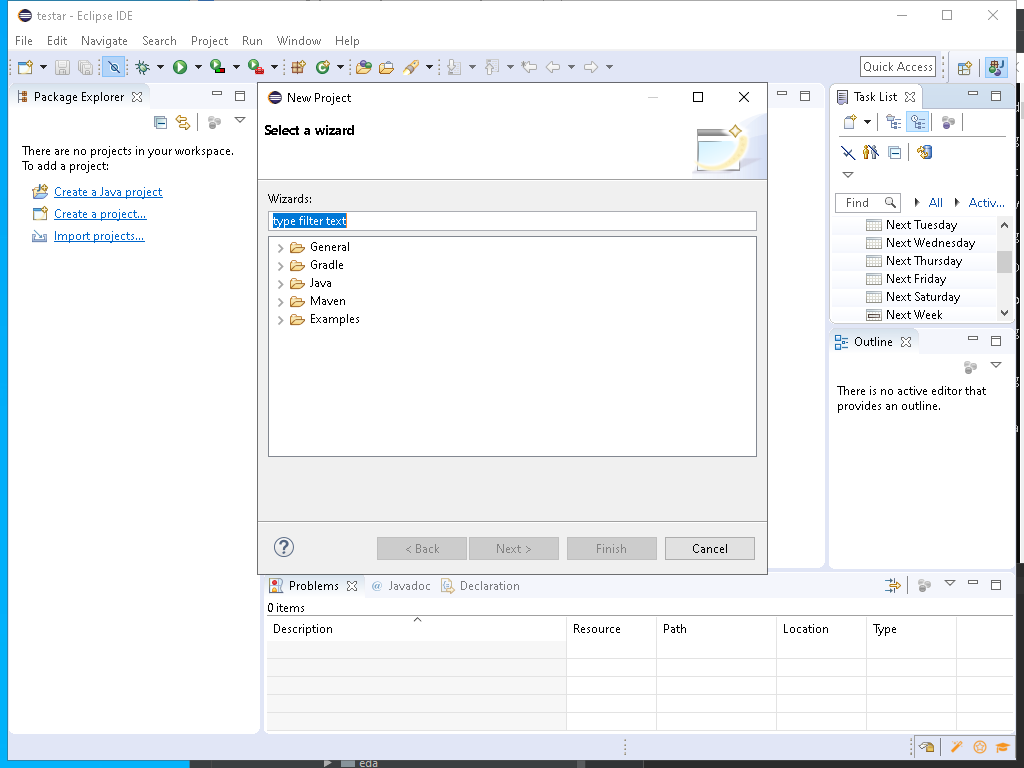 testar - Eclipse IDE
File Edit Navigate Search Project Run Window Help
Quick Access
Package Explorer
There are no projects in your workspace.
To add a project:
Create a Java project
Create a project...
Import projects...
New Project
Select a wizard
Wizards:
type filter text
General
Gradle
Java
Maven
Examples
?
< Back Next > Finish Cancel
Task List
Find All Activ...
Next Tuesday
Next Wednesday
Next Thursday
Next Friday
Next Saturday
Next Week
Outline
There is no active editor that
provides an outline.
Problems @ Javadoc Declaration
0 items
Description Resource Path Location Type
eda